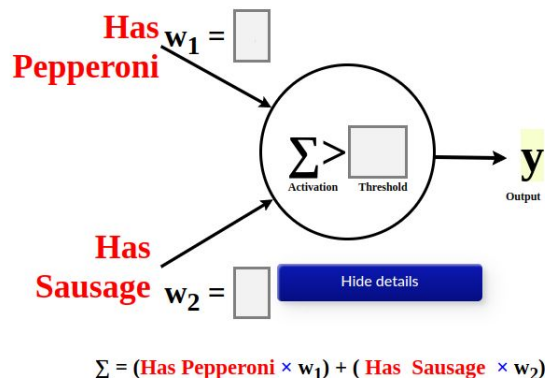 Has
Pepperoni
w1 =
Σ>
Activation Threshold
y
Output
Has
Sausage
w2 =
Hide details
Σ = (Has Pepperoni × w1) + ( Has Sausage × w2)